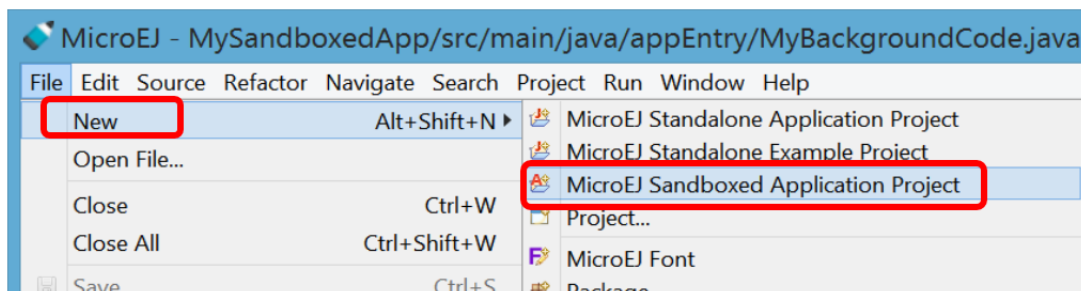 MicroEJ - MySandboxedApp/src/main/java/appEntry/MyBackgroundCode.java
File Edit Source Refactor Navigate Search Project Run Window Help
New Alt+Shift+N
Open File...
Close Ctrl+W
Close All Ctrl+Shift+W
Save Ctrl+S
MicroEJ Standalone Application Project
MicroEJ Standalone Example Project
MicroEJ Sandboxed Application Project
Project...
MicroEJ Font
Package